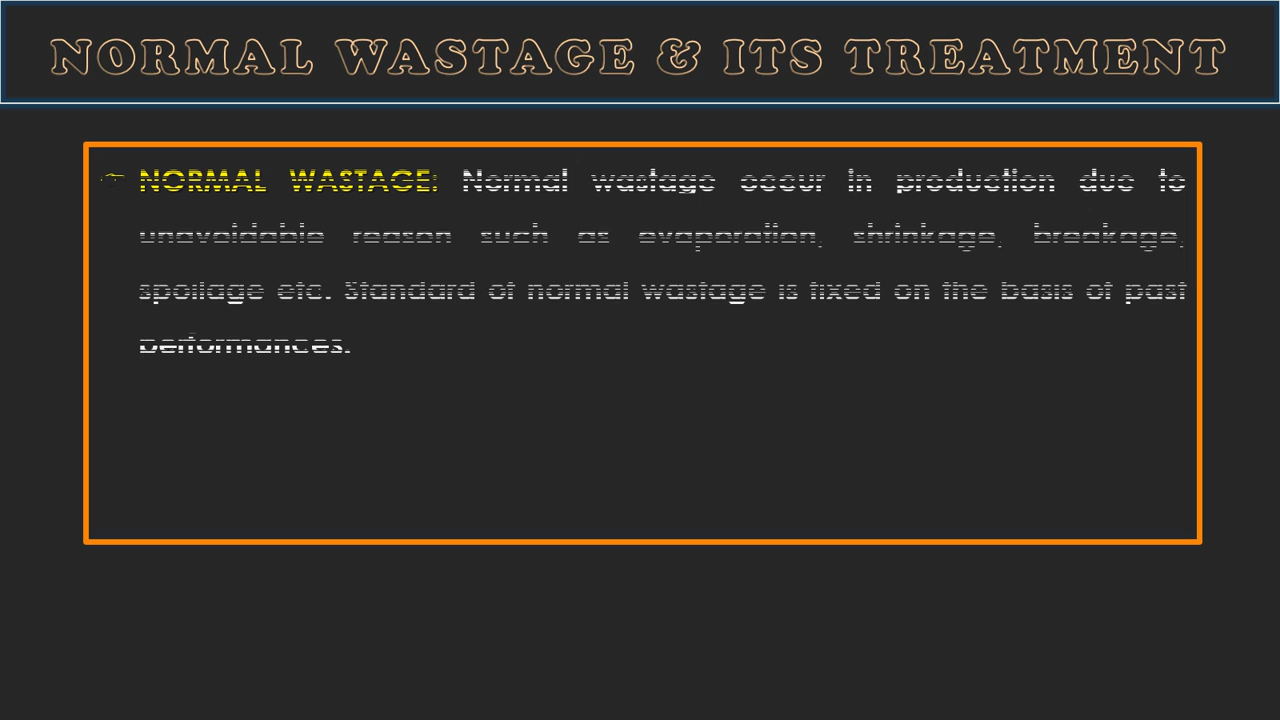 NORMAL WASTAGE & ITS TREATMENT
NORMAL WASTAGE: Normal wastage occur in production due to
unavoidable reason such as evaporation, shrinkage, breakage,
spoilage etc. Standard of normal wastage is fixed on the basis of past
performances.